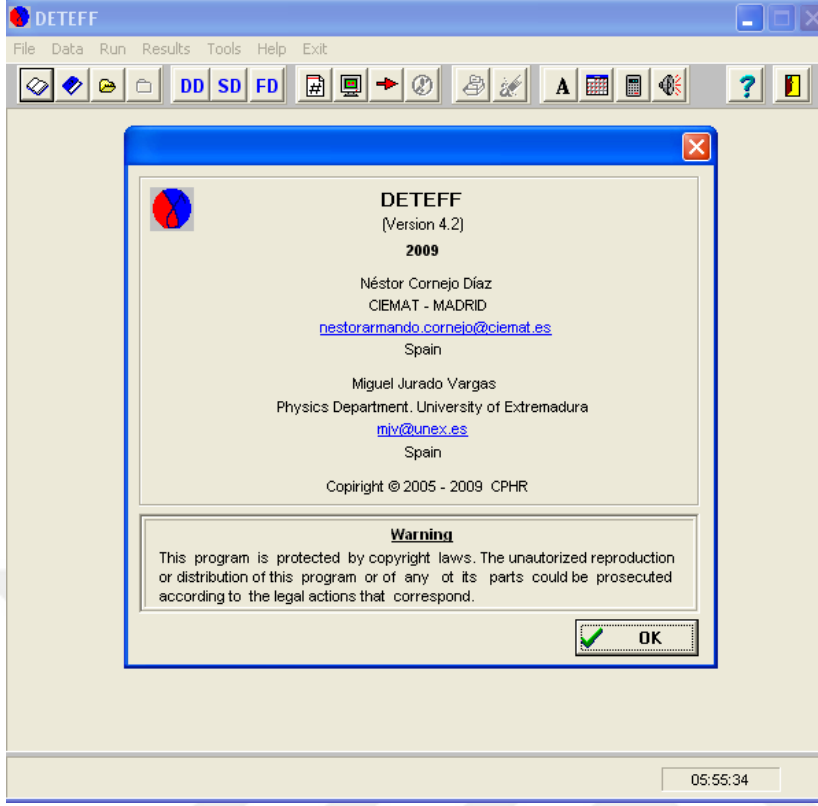 DETEFF
File Data Run Results Tools Help Exit
DD SD FD # A ?
DETEFF
(Version 4.2)
2009
Néstor Cornejo Díaz
CIEMAT - MADRID
nestorarmando.cornejo@ciemat.es
Spain
Miguel Jurado Vargas
Physics Department. University of Extremadura
mjv@unex.es
Spain
Copiright © 2005 - 2009 CPHR
Warning
This program is protected by copyright laws. The unautorized reproduction
or distribution of this program or of any ot its parts could be prosecuted
according to the legal actions that correspond.
OK
05:55:34